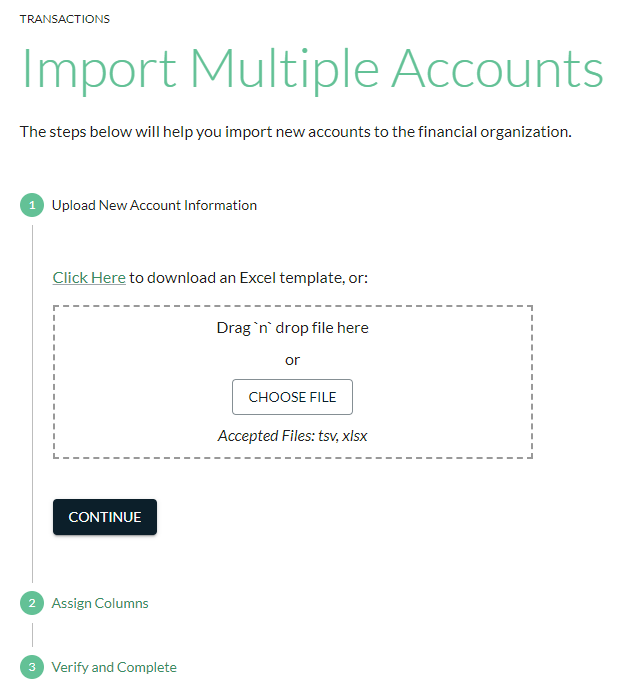 TRANSACTIONS
Import Multiple Accounts
The steps below will help you import new accounts to the financial organization.
1 Upload New Account Information
Click Here to download an Excel template, or:
Drag `n` drop file here
or
CHOOSE FILE
Accepted Files: tsv, xlsx
CONTINUE
2 Assign Columns
3 Verify and Complete